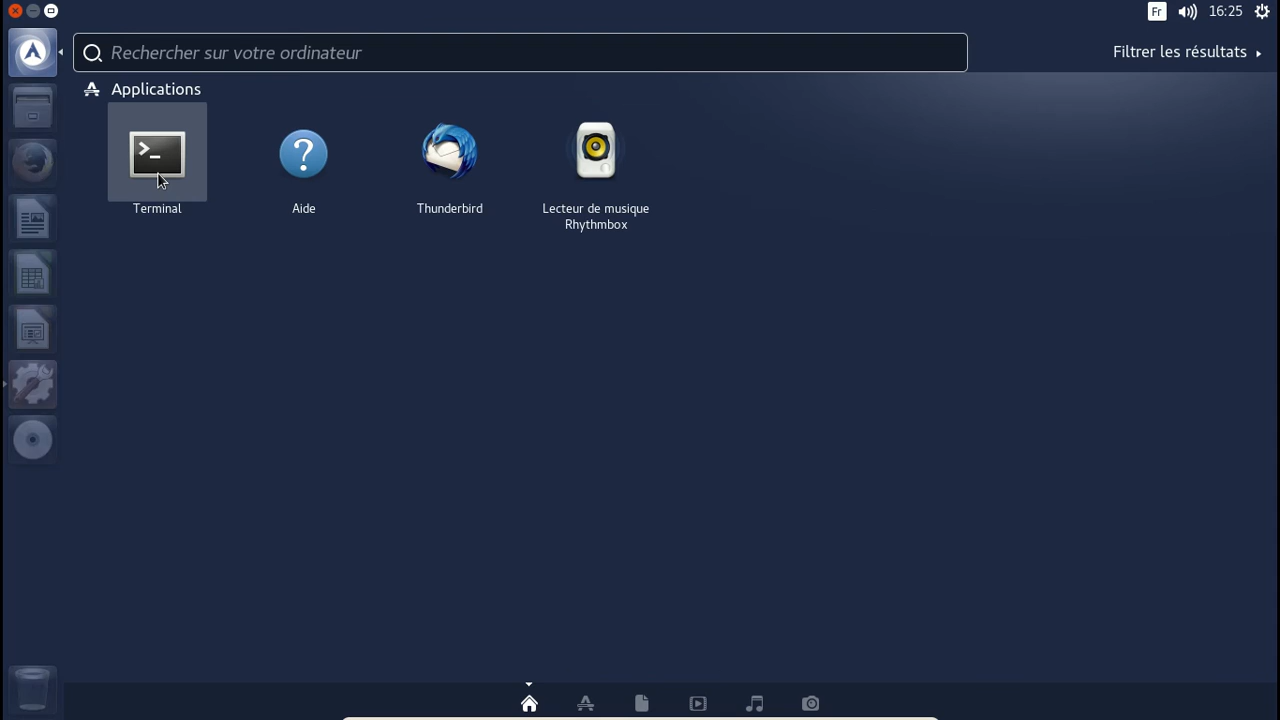 Fr 16:25
Rechercher sur votre ordinateur
Filtrer les résultats
Applications
>_
?
Terminal
Aide
Thunderbird
Lecteur de musique
Rhythmbox